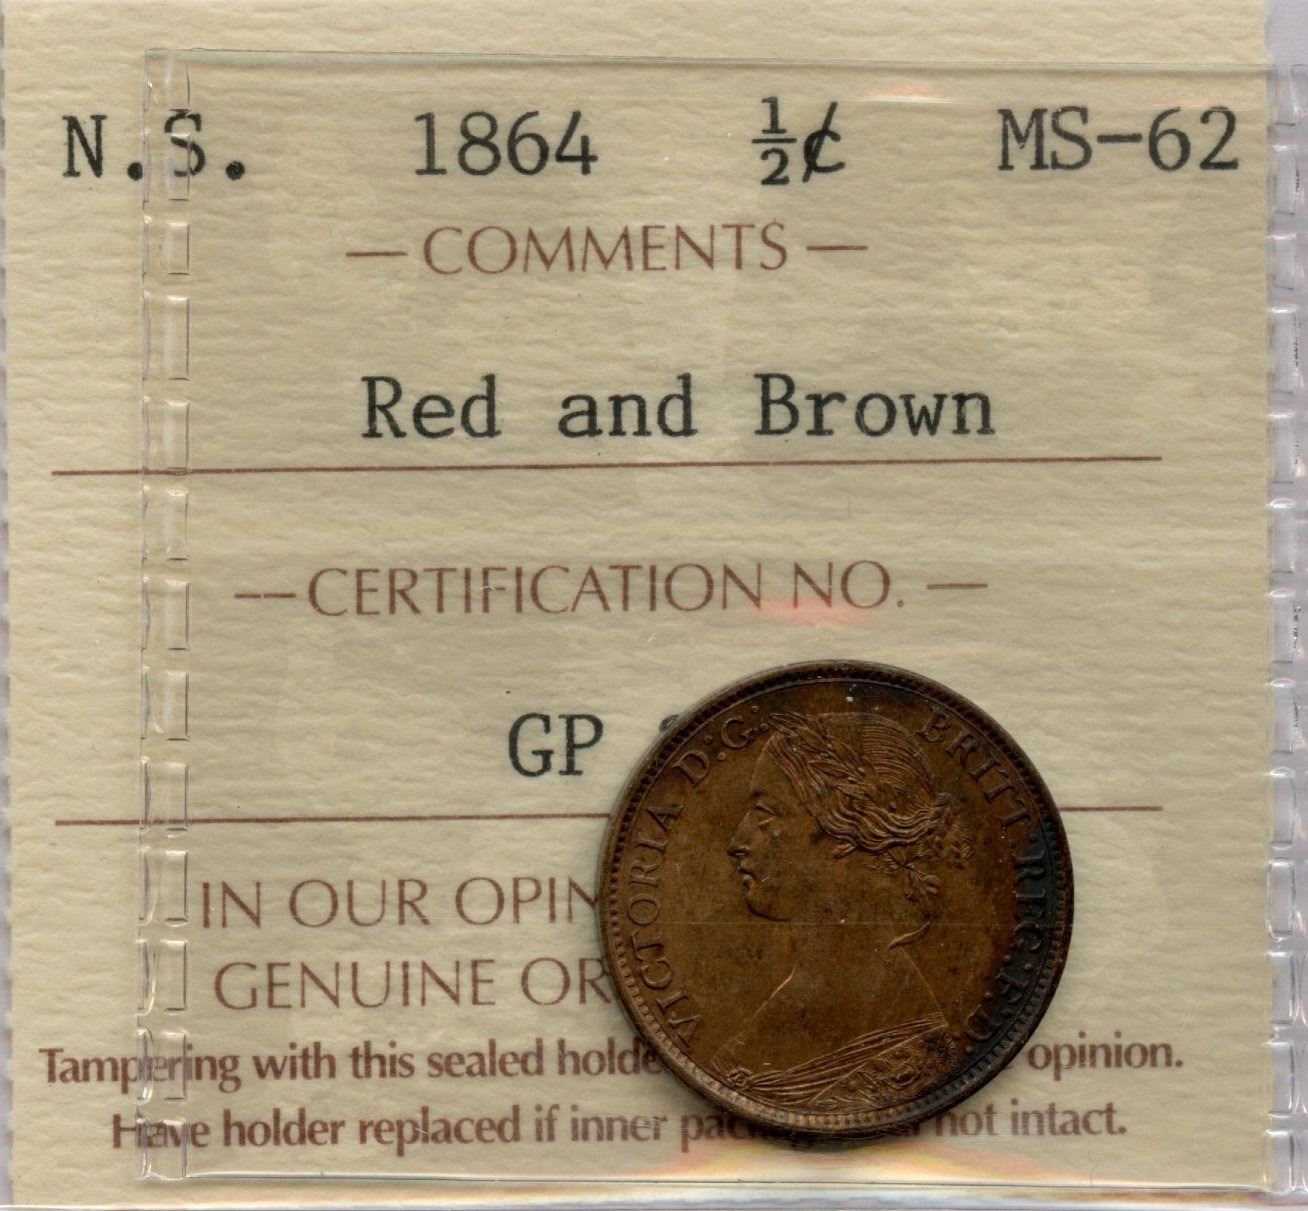 N.S. 1864 ½¢ MS-62
— COMMENTS —
Red and Brown
— CERTIFICATION NO. —
GP
IN OUR OPIN
GENUINE OR
Tampering with this sealed holde opinion.
Have holder replaced if inner pac not intact.
VICTORIA D:G: BRITT:REG:F:D: